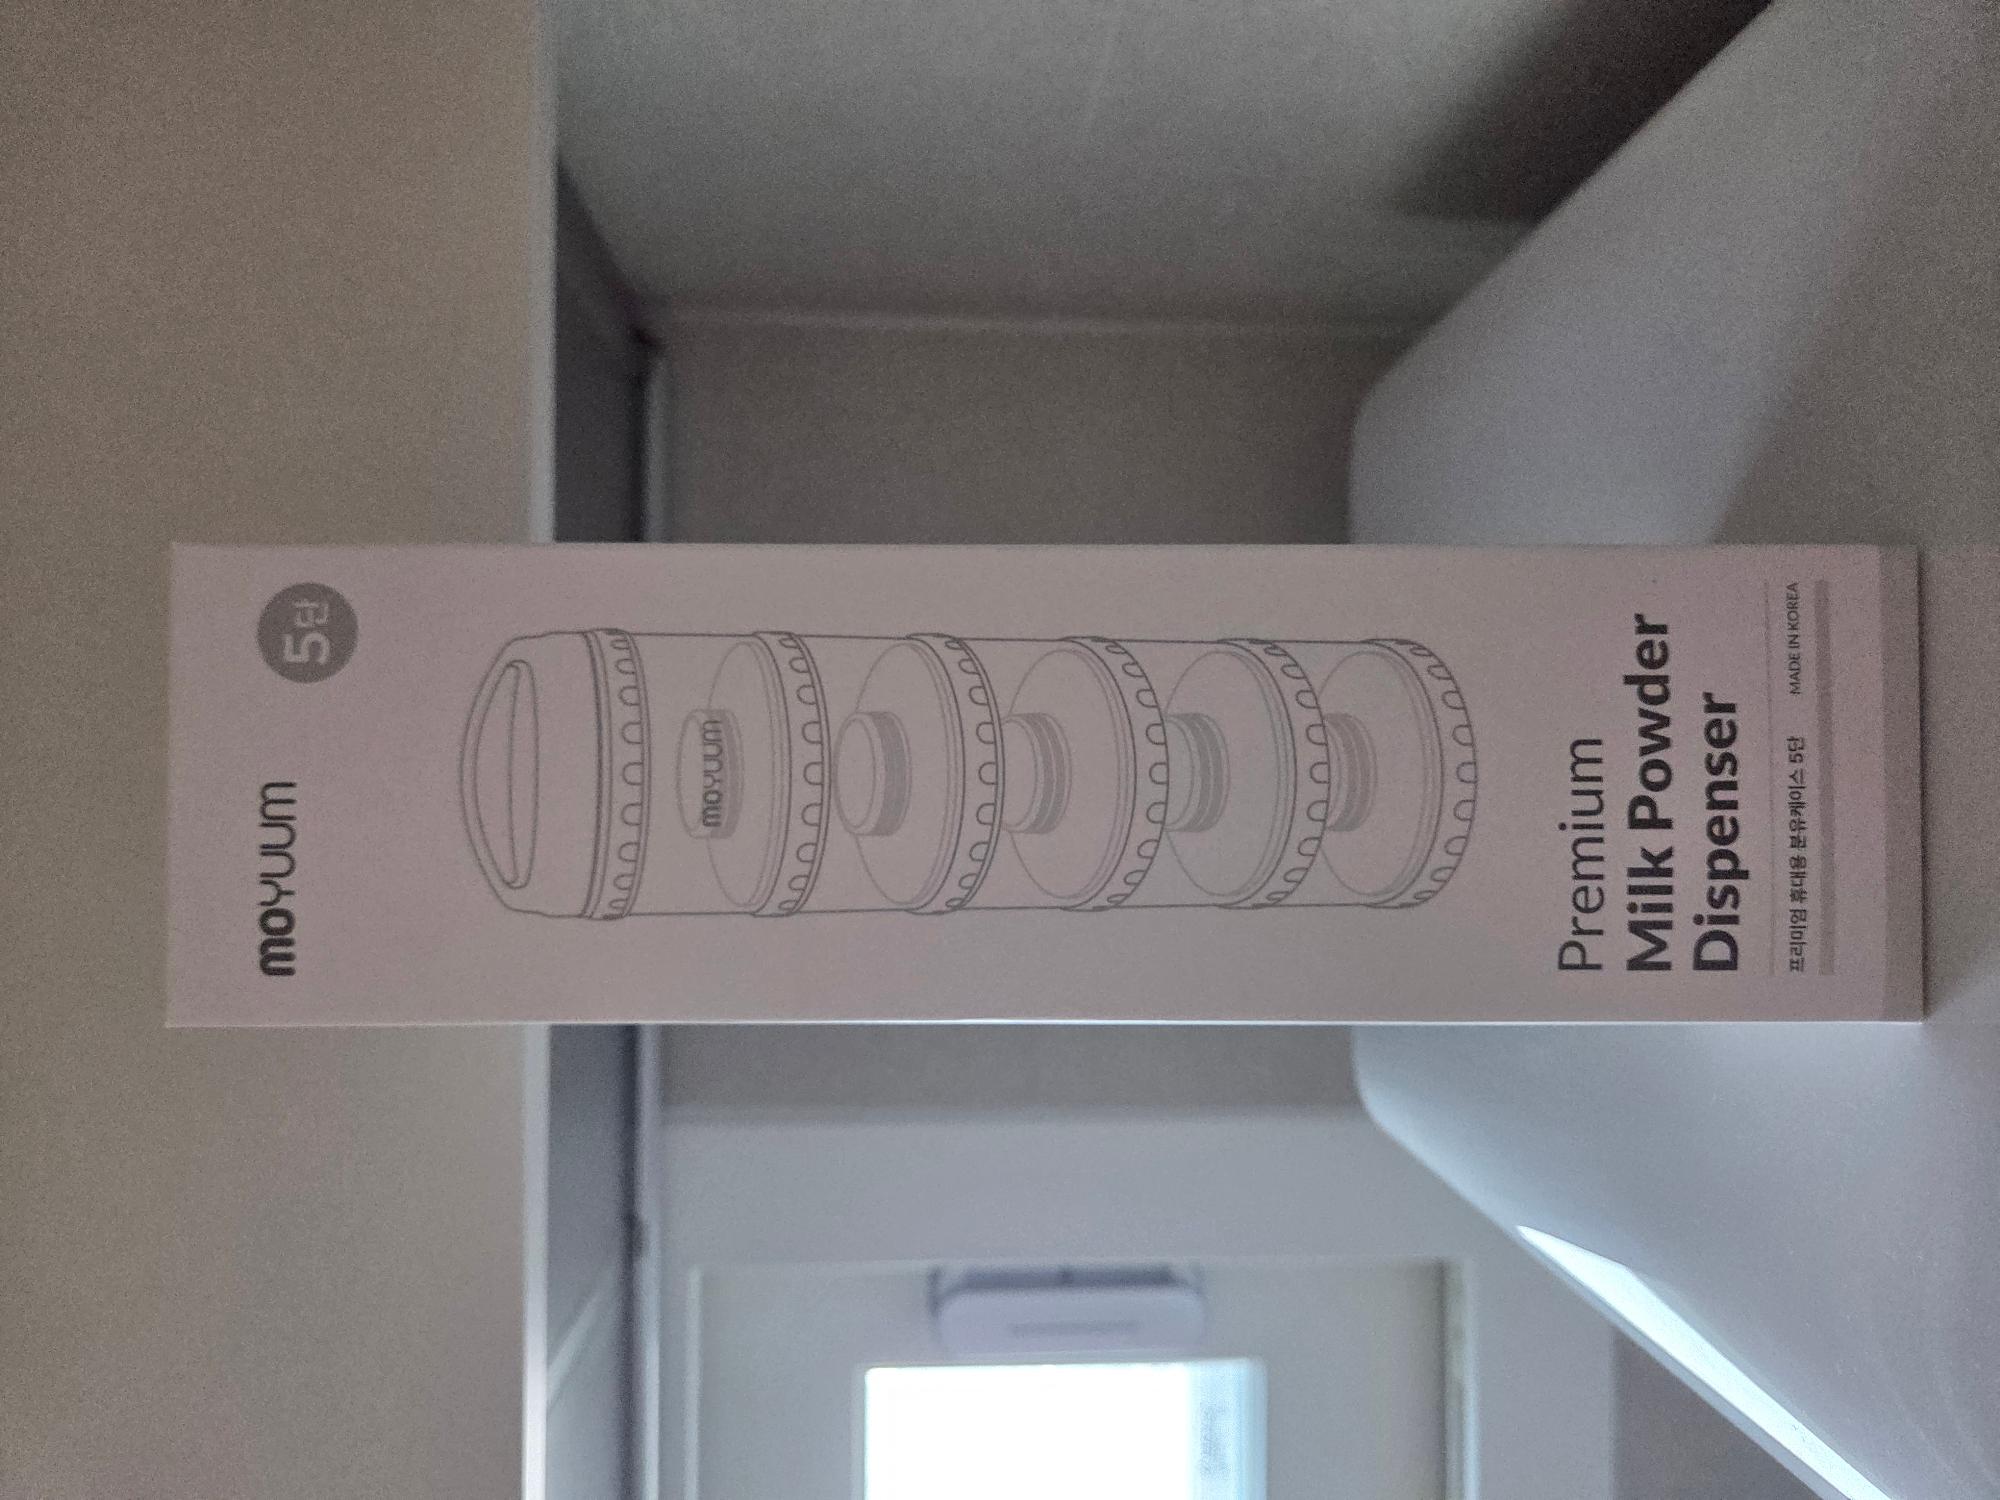 moyuum
5단
moyuum
Premium
Milk Powder
Dispenser
프리미엄 휴대용 분유케이스 5단
MADE IN KOREA